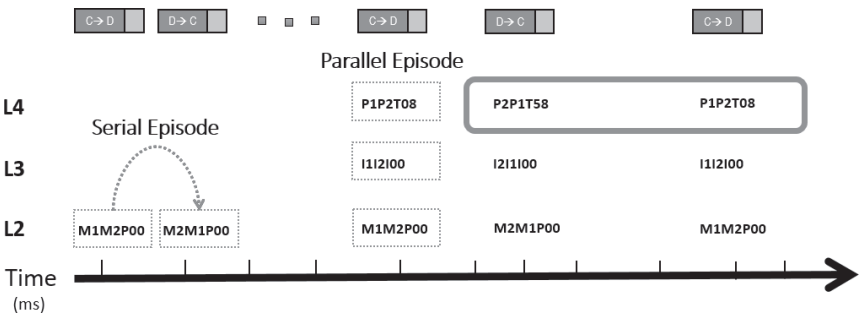 C→D D→C C→D D→C C→D
Parallel Episode
L4 P1P2T08 P2P1T58 P1P2T08
Serial Episode
L3 I1I2I00 I2I1I00 I1I2I00
L2 M1M2P00 M2M1P00 M1M2P00 M2M1P00 M1M2P00
Time
(ms)